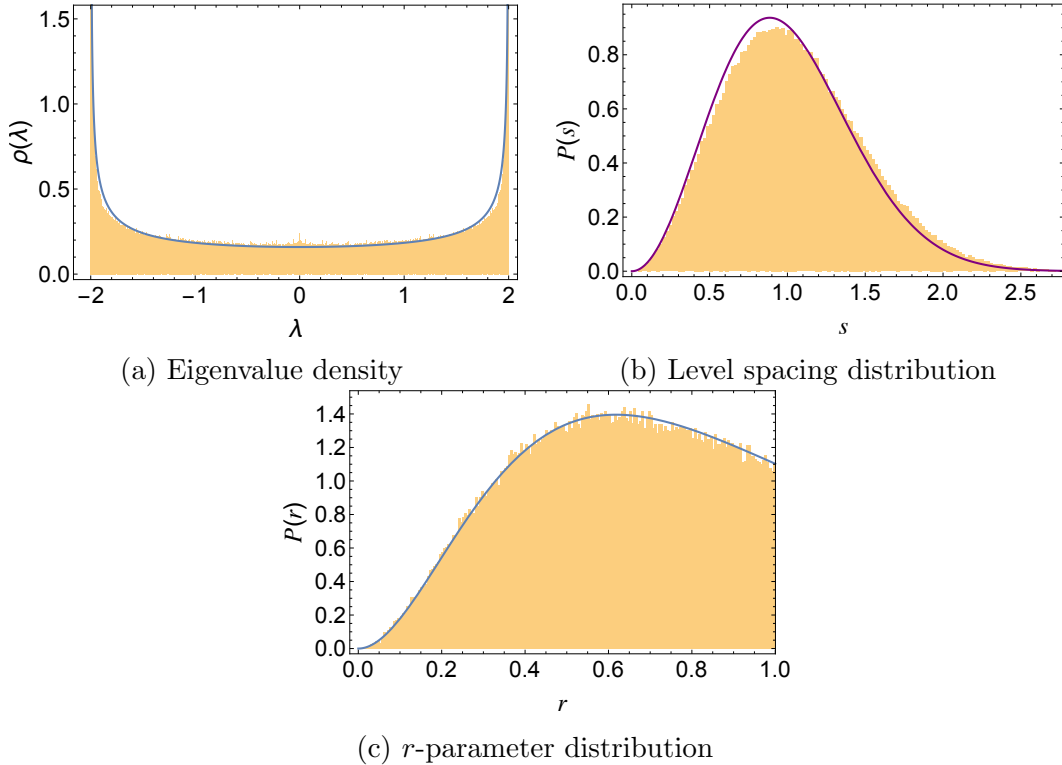 1.5
1.0
0.5
0.0
ρ(λ)
−2 −1 0 1 2
λ
(a) Eigenvalue density
0.8
0.6
0.4
0.2
0.0
P(s)
0.0 0.5 1.0 1.5 2.0 2.5
s
(b) Level spacing distribution
1.4
1.2
1.0
0.8
0.6
0.4
0.2
0.0
P(r)
0.0 0.2 0.4 0.6 0.8 1.0
r
(c) r-parameter distribution